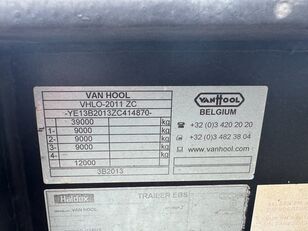 VAN HOOL
VHLO-2011 ZC
-YE13B2013ZC414870-
39000 kg
1- 9000 kg
2- 9000 kg
3- 9000 kg
4- kg
12000
3B2013
VANHOOL
BELGIUM
+32 (0)3 420 20 20
+32 (0)3 482 38 04
www.vanhool.com
Haldex
TRAILER EBS
VAN HOOL